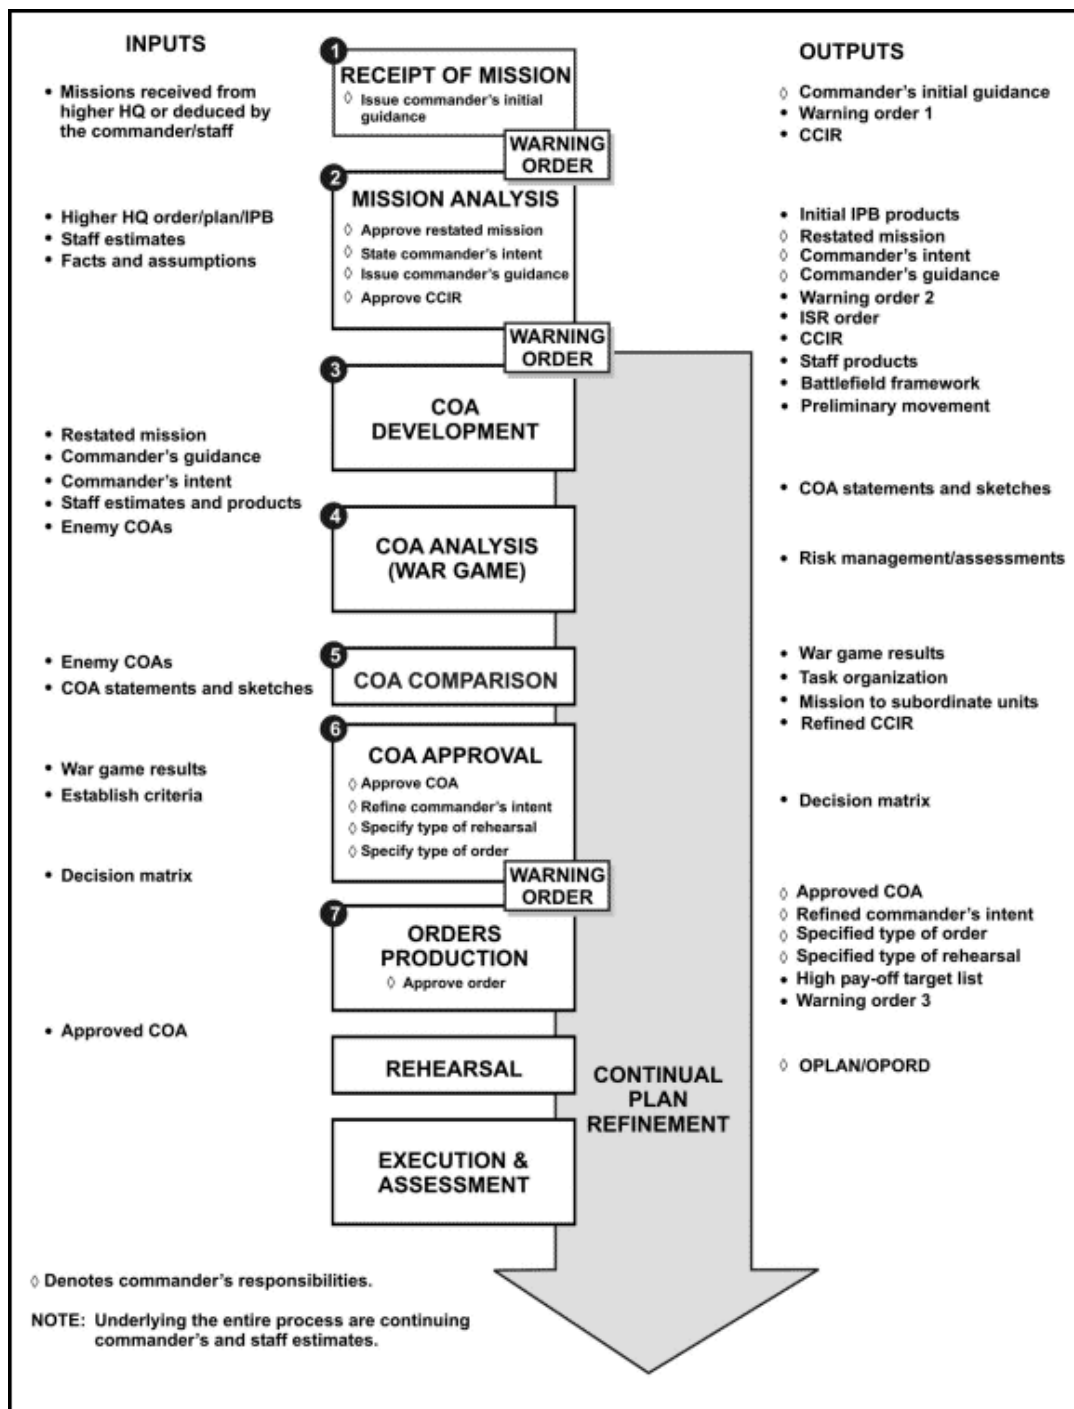 INPUTS
• Missions received from
higher HQ or deduced by
the commander/staff
• Higher HQ order/plan/IPB
• Staff estimates
• Facts and assumptions
• Restated mission
• Commander's guidance
• Commander's intent
• Staff estimates and products
• Enemy COAs
• Enemy COAs
• COA statements and sketches
• War game results
• Establish criteria
• Decision matrix
• Approved COA
1
RECEIPT OF MISSION
◊ Issue commander's initial
guidance
WARNING
ORDER
2
MISSION ANALYSIS
◊ Approve restated mission
◊ State commander's intent
◊ Issue commander's guidance
◊ Approve CCIR
WARNING
ORDER
3
COA
DEVELOPMENT
4
COA ANALYSIS
(WAR GAME)
5
COA COMPARISON
6
COA APPROVAL
◊ Approve COA
◊ Refine commander's intent
◊ Specify type of rehearsal
◊ Specify type of order
WARNING
ORDER
7
ORDERS
PRODUCTION
◊ Approve order
REHEARSAL
EXECUTION &
ASSESSMENT
CONTINUAL
PLAN
REFINEMENT
OUTPUTS
◊ Commander's initial guidance
• Warning order 1
• CCIR
• Initial IPB products
◊ Restated mission
◊ Commander's intent
◊ Commander's guidance
• Warning order 2
• ISR order
• CCIR
• Staff products
• Battlefield framework
• Preliminary movement
• COA statements and sketches
• Risk management/assessments
• War game results
• Task organization
• Mission to subordinate units
• Refined CCIR
• Decision matrix
◊ Approved COA
◊ Refined commander's intent
◊ Specified type of order
◊ Specified type of rehearsal
• High pay-off target list
• Warning order 3
◊ OPLAN/OPORD
◊ Denotes commander's responsibilities.
NOTE: Underlying the entire process are continuing
commander's and staff estimates.